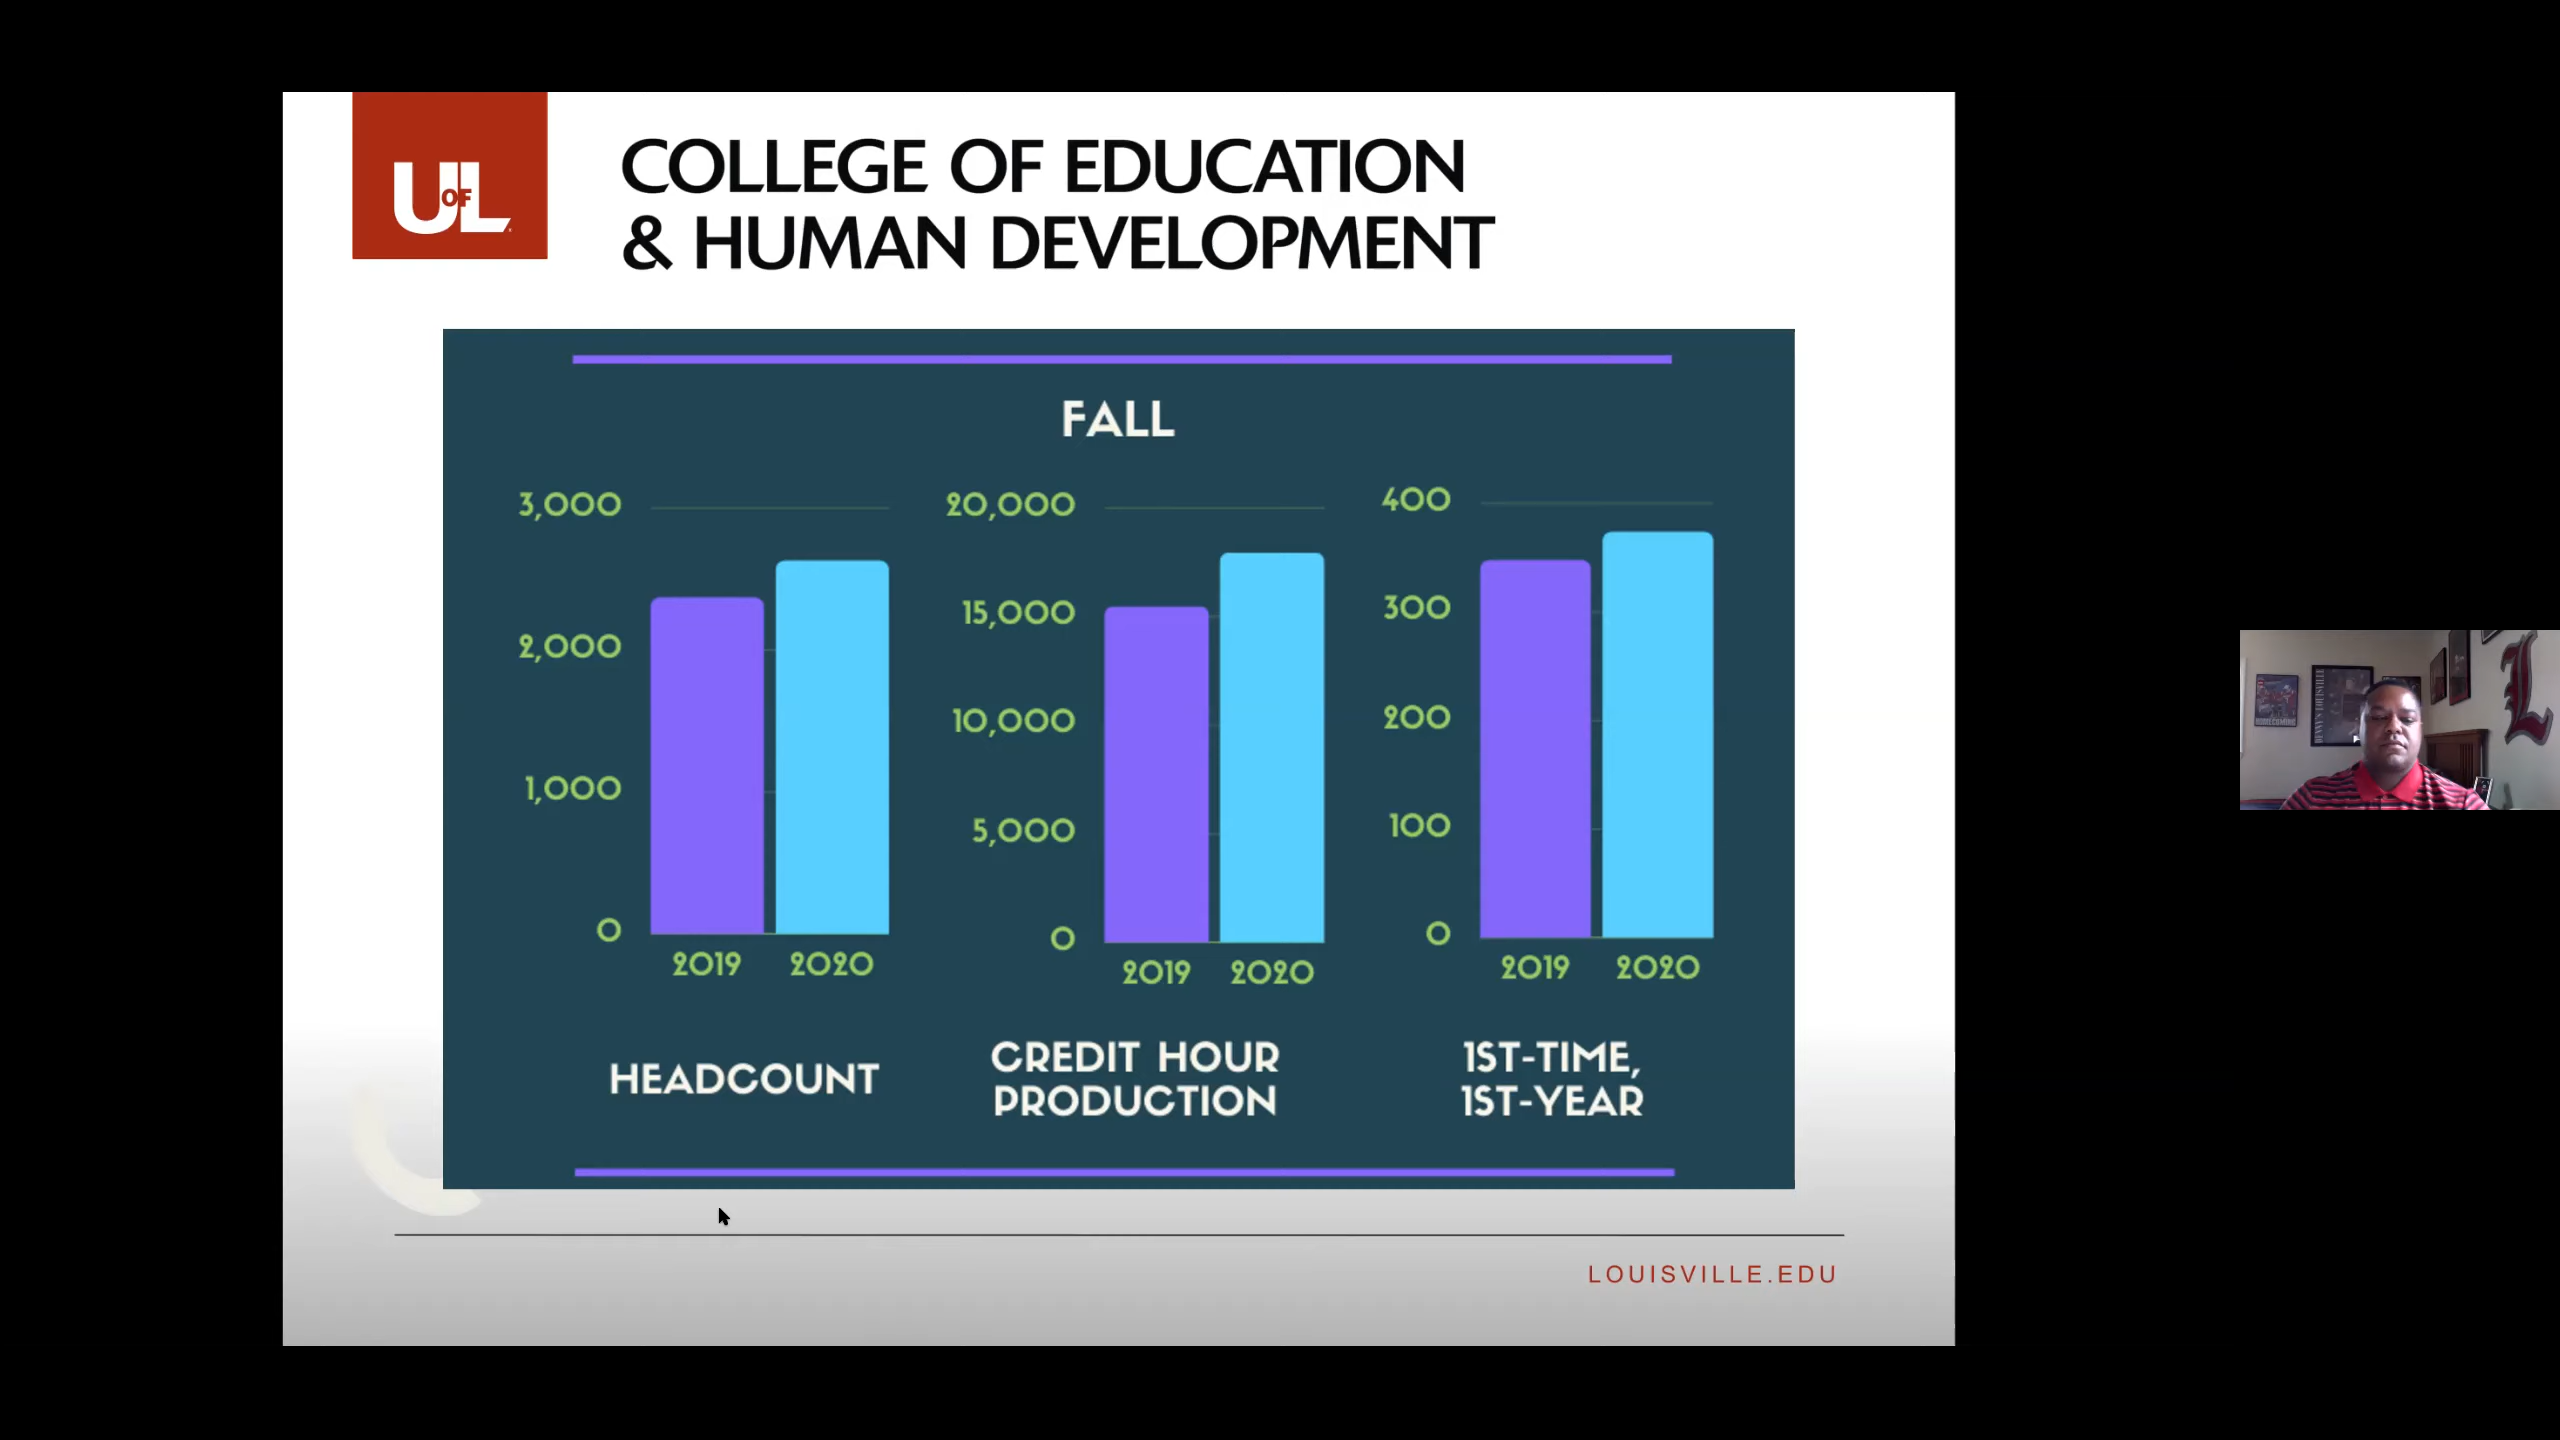 UofL
COLLEGE OF EDUCATION
& HUMAN DEVELOPMENT
FALL
3,000
2,000
1,000
0
2019 2020
HEADCOUNT
20,000
15,000
10,000
5,000
0
2019 2020
CREDIT HOUR
PRODUCTION
400
300
200
100
0
2019 2020
1ST-TIME,
1ST-YEAR
LOUISVILLE.EDU
L